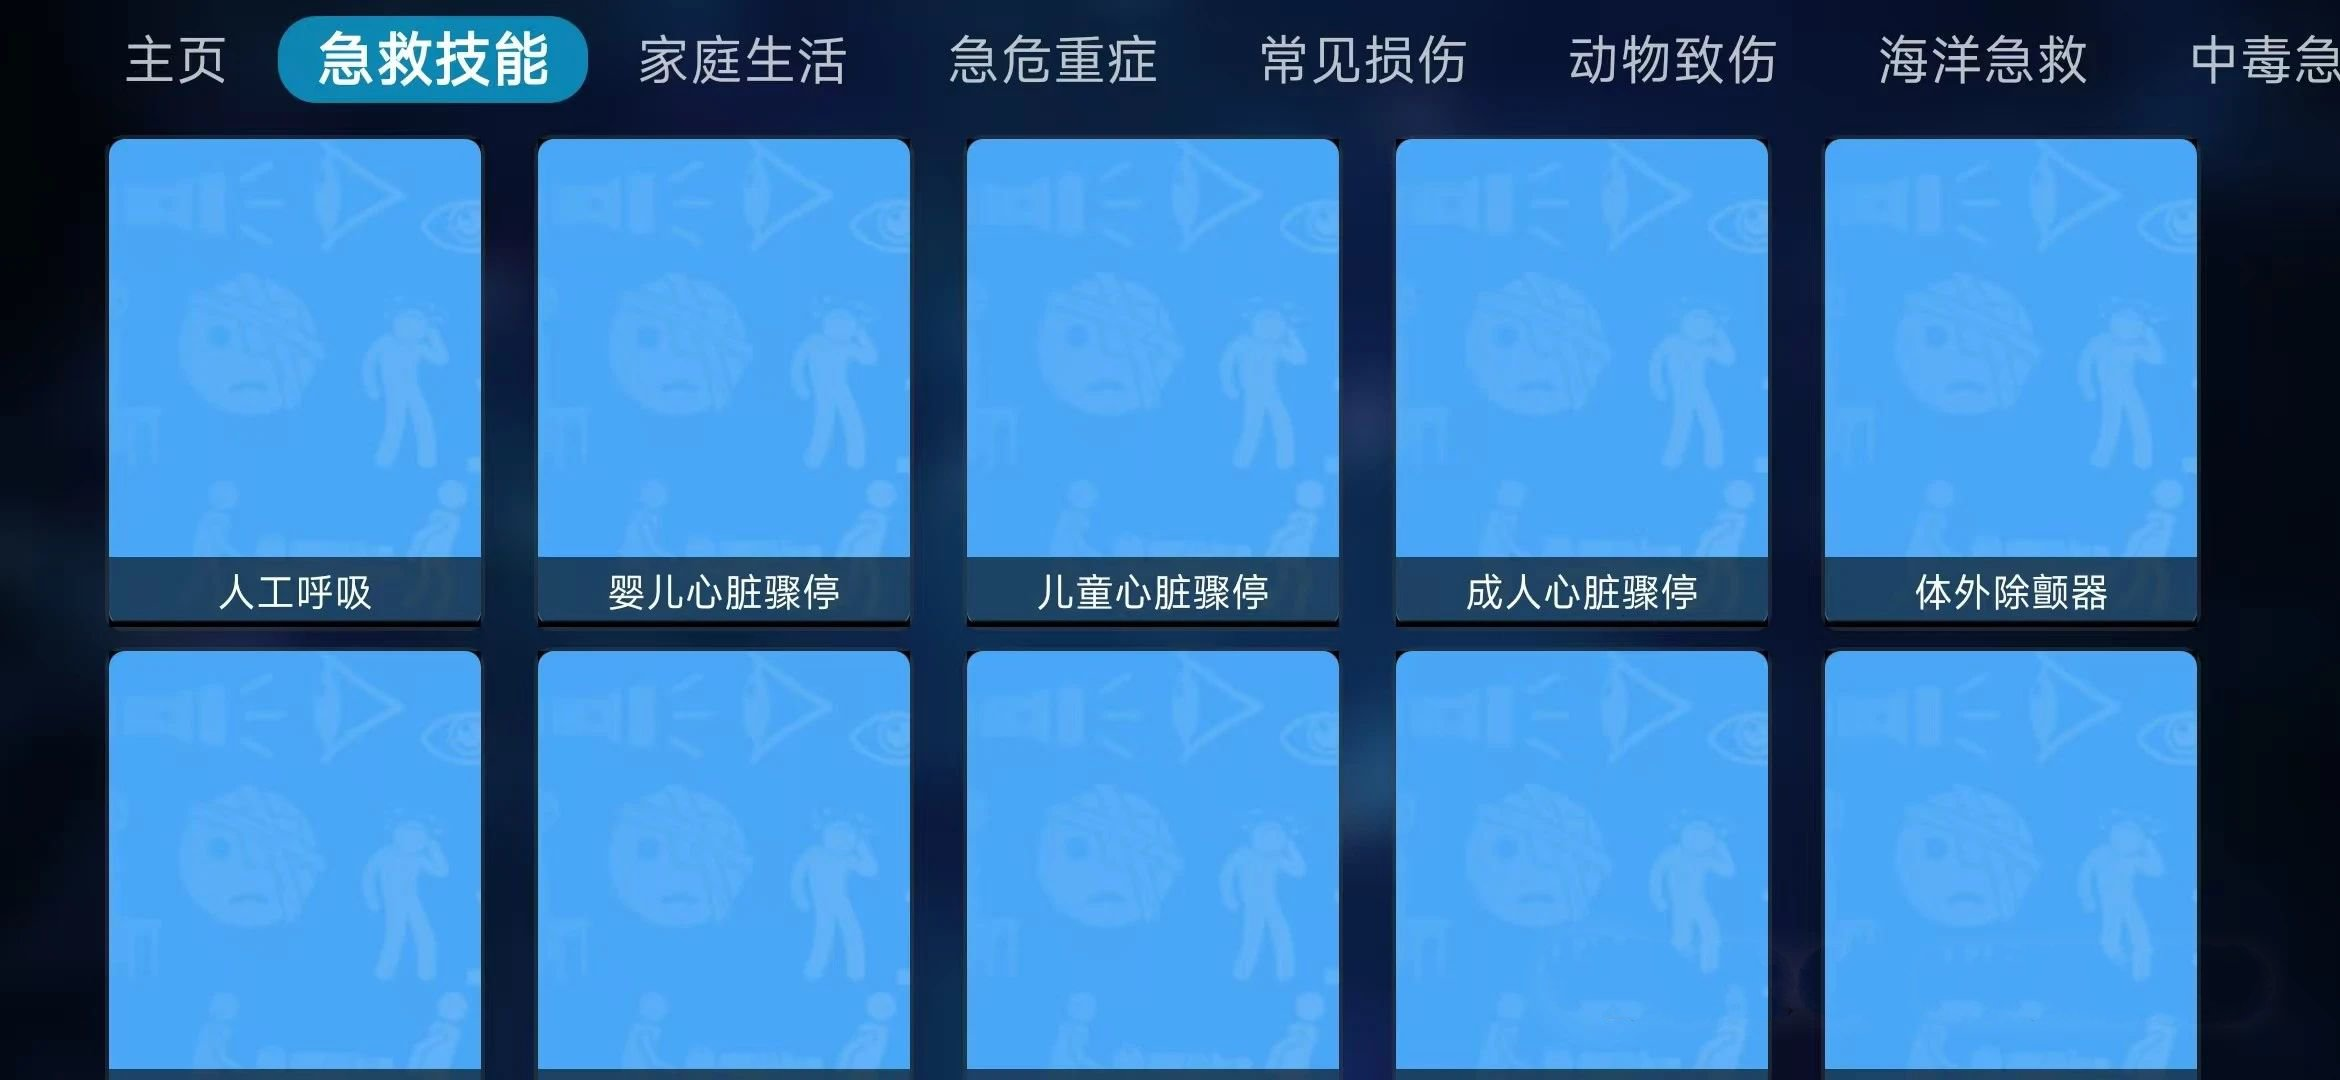 主页 急救技能 家庭生活 急危重症 常见损伤 动物致伤 海洋急救 中毒急
人工呼吸 婴儿心脏骤停 儿童心脏骤停 成人心脏骤停 体外除颤器